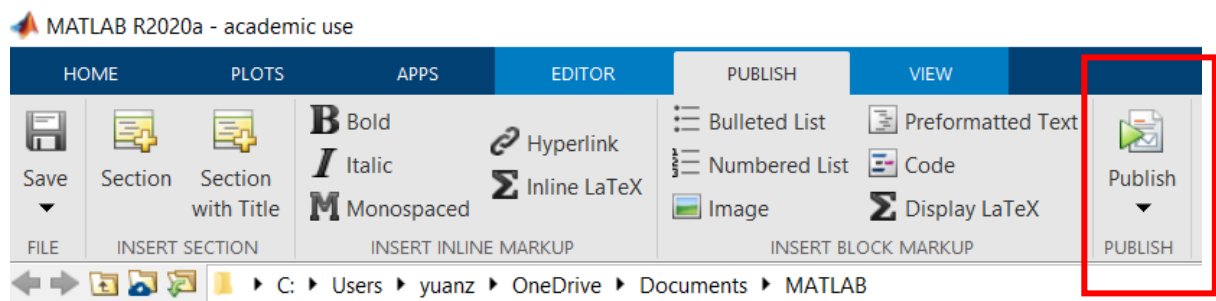 MATLAB R2020a - academic use
HOME PLOTS APPS EDITOR PUBLISH VIEW
Bold Bulleted List Preformatted Text
Hyperlink
Save Section Section Italic Numbered List Code Publish
Inline LaTeX
with Title Monospaced Image Display LaTeX
FILE INSERT SECTION INSERT INLINE MARKUP INSERT BLOCK MARKUP PUBLISH
C: Users yuanz OneDrive Documents MATLAB